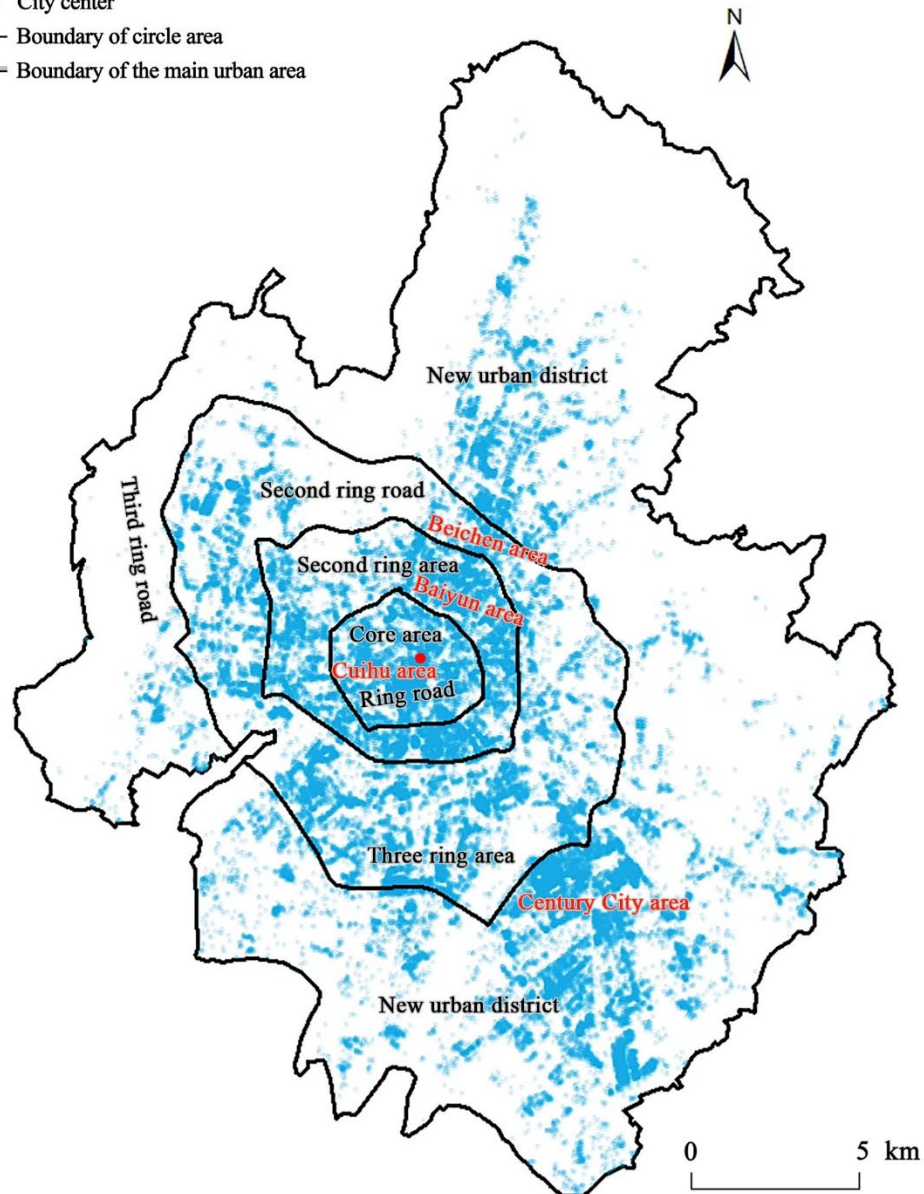 City center
Boundary of circle area
Boundary of the main urban area
N
New urban district
Third ring road
Second ring road
Beichen area
Second ring area
Baiyun area
Core area
Cuihu area
Ring road
Three ring area
Century City area
New urban district
0 5 km